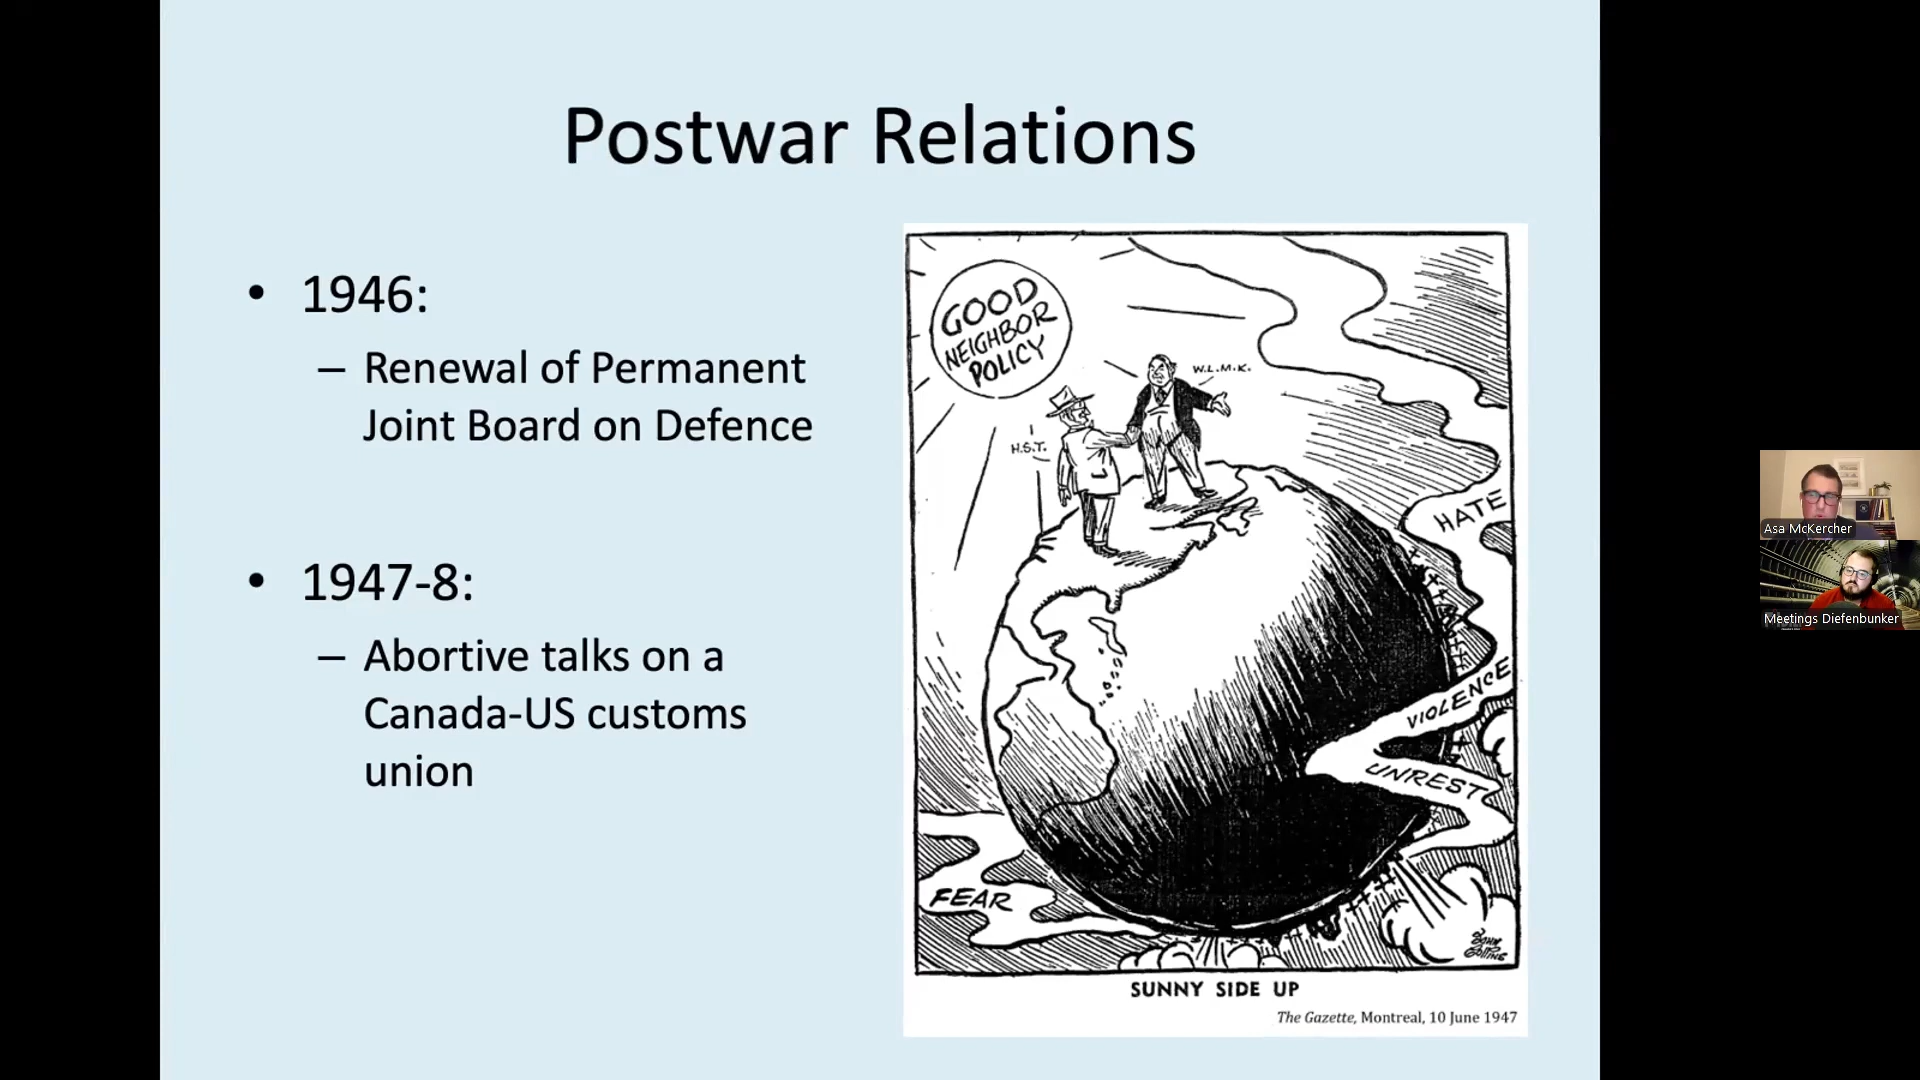 Postwar Relations
• 1946:
– Renewal of Permanent
Joint Board on Defence
• 1947-8:
– Abortive talks on a
Canada-US customs
union
GOOD
NEIGHBOR
POLICY
W.L.M.K.
H.S.T.
HATE
VIOLENCE
UNREST
FEAR
John
Collins
SUNNY SIDE UP
The Gazette, Montreal, 10 June 1947
Asa McKercher
Meetings Diefenbunker